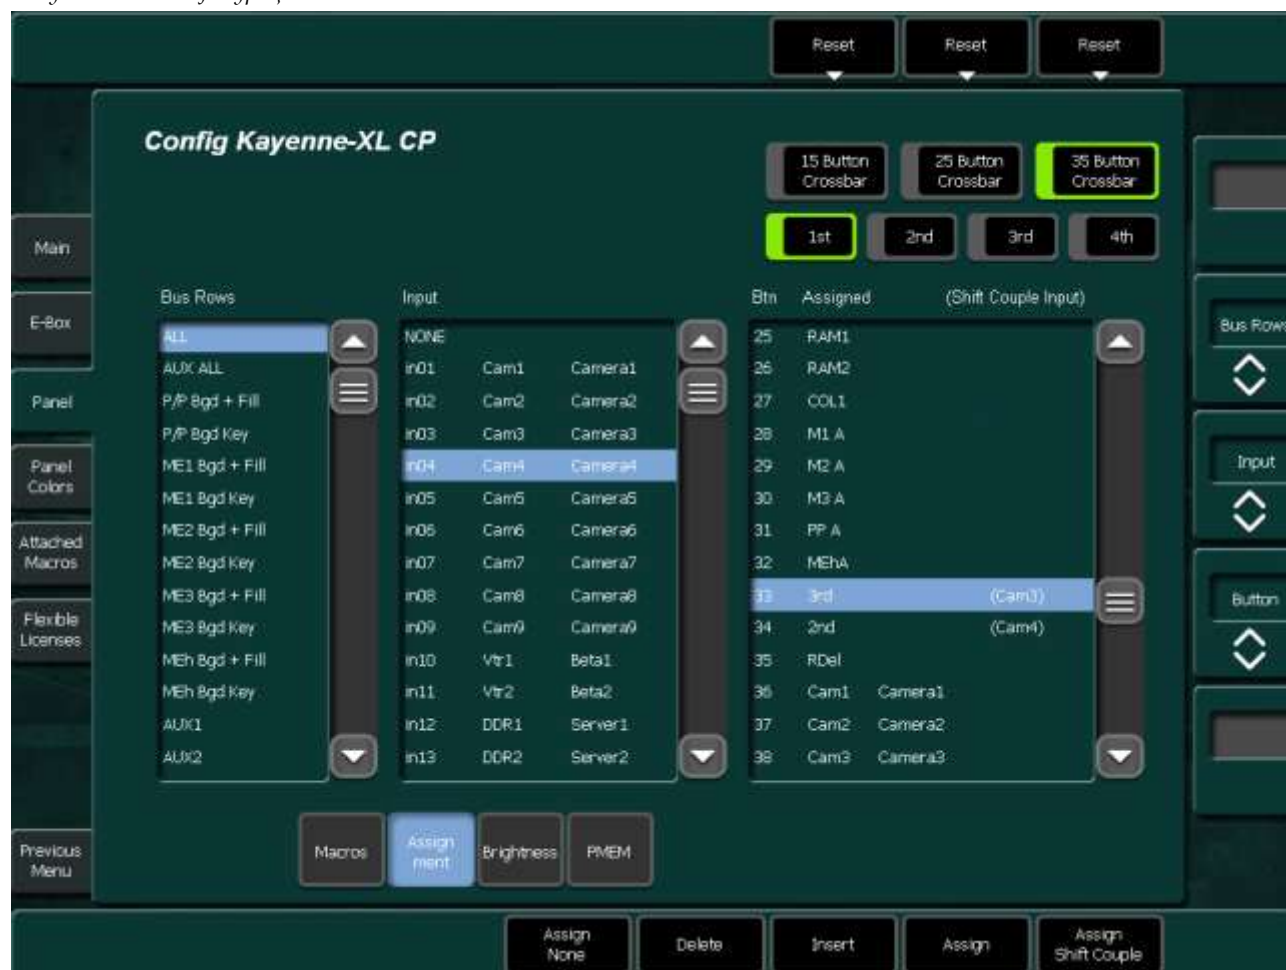 Reset Reset Reset
Config Kayenne-XL CP
15 Button Crossbar 25 Button Crossbar 35 Button Crossbar
1st 2nd 3rd 4th
Main
E-Box
Panel
Panel Colors
Attached Macros
Flexible Licenses
Previous Menu
Bus Rows
ALL
AUX ALL
P/P Bgd + Fill
P/P Bgd Key
ME1 Bgd + Fill
ME1 Bgd Key
ME2 Bgd + Fill
ME2 Bgd Key
ME3 Bgd + Fill
ME3 Bgd Key
MEh Bgd + Fill
MEh Bgd Key
AUX1
AUX2
Input
NONE
in01 Cam1 Camera1
in02 Cam2 Camera2
in03 Cam3 Camera3
in04 Cam4 Camera4
in05 Cam5 Camera5
in06 Cam6 Camera6
in07 Cam7 Camera7
in08 Cam8 Camera8
in09 Cam9 Camera9
in10 Vtr1 Beta1
in11 Vtr2 Beta2
in12 DDR1 Server1
in13 DDR2 Server2
Btn Assigned (Shift Couple Input)
25 RAM1
26 RAM2
27 COL1
28 M1 A
29 M2 A
30 M3 A
31 PP A
32 MEhA
33 3rd (Cam3)
34 2nd (Cam4)
35 RDel
36 Cam1 Camera1
37 Cam2 Camera2
38 Cam3 Camera3
Bus Rows
Input
Button
Macros Assign ment Brightness PMEM
Assign None Delete Insert Assign Assign Shift Couple